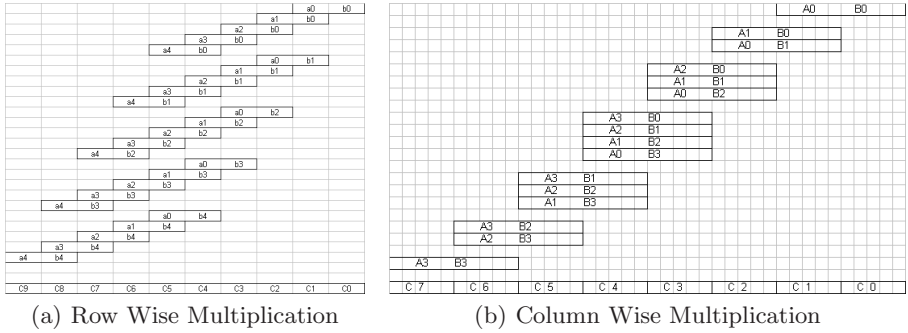 a0 b0
a1 b0
a2 b0
a3 b0
a4 b0
a0 b1
a1 b1
a2 b1
a3 b1
a4 b1
a0 b2
a1 b2
a2 b2
a3 b2
a4 b2
a0 b3
a1 b3
a2 b3
a3 b3
a4 b3
a0 b4
a1 b4
a2 b4
a3 b4
a4 b4
C9 C8 C7 C6 C5 C4 C3 C2 C1 C0
(a) Row Wise Multiplication
A0 B0
A1 B0
A0 B1
A2 B0
A1 B1
A0 B2
A3 B0
A2 B1
A1 B2
A0 B3
A3 B1
A2 B2
A1 B3
A3 B2
A2 B3
A3 B3
C 7 C 6 C 5 C 4 C 3 C 2 C 1 C 0
(b) Column Wise Multiplication